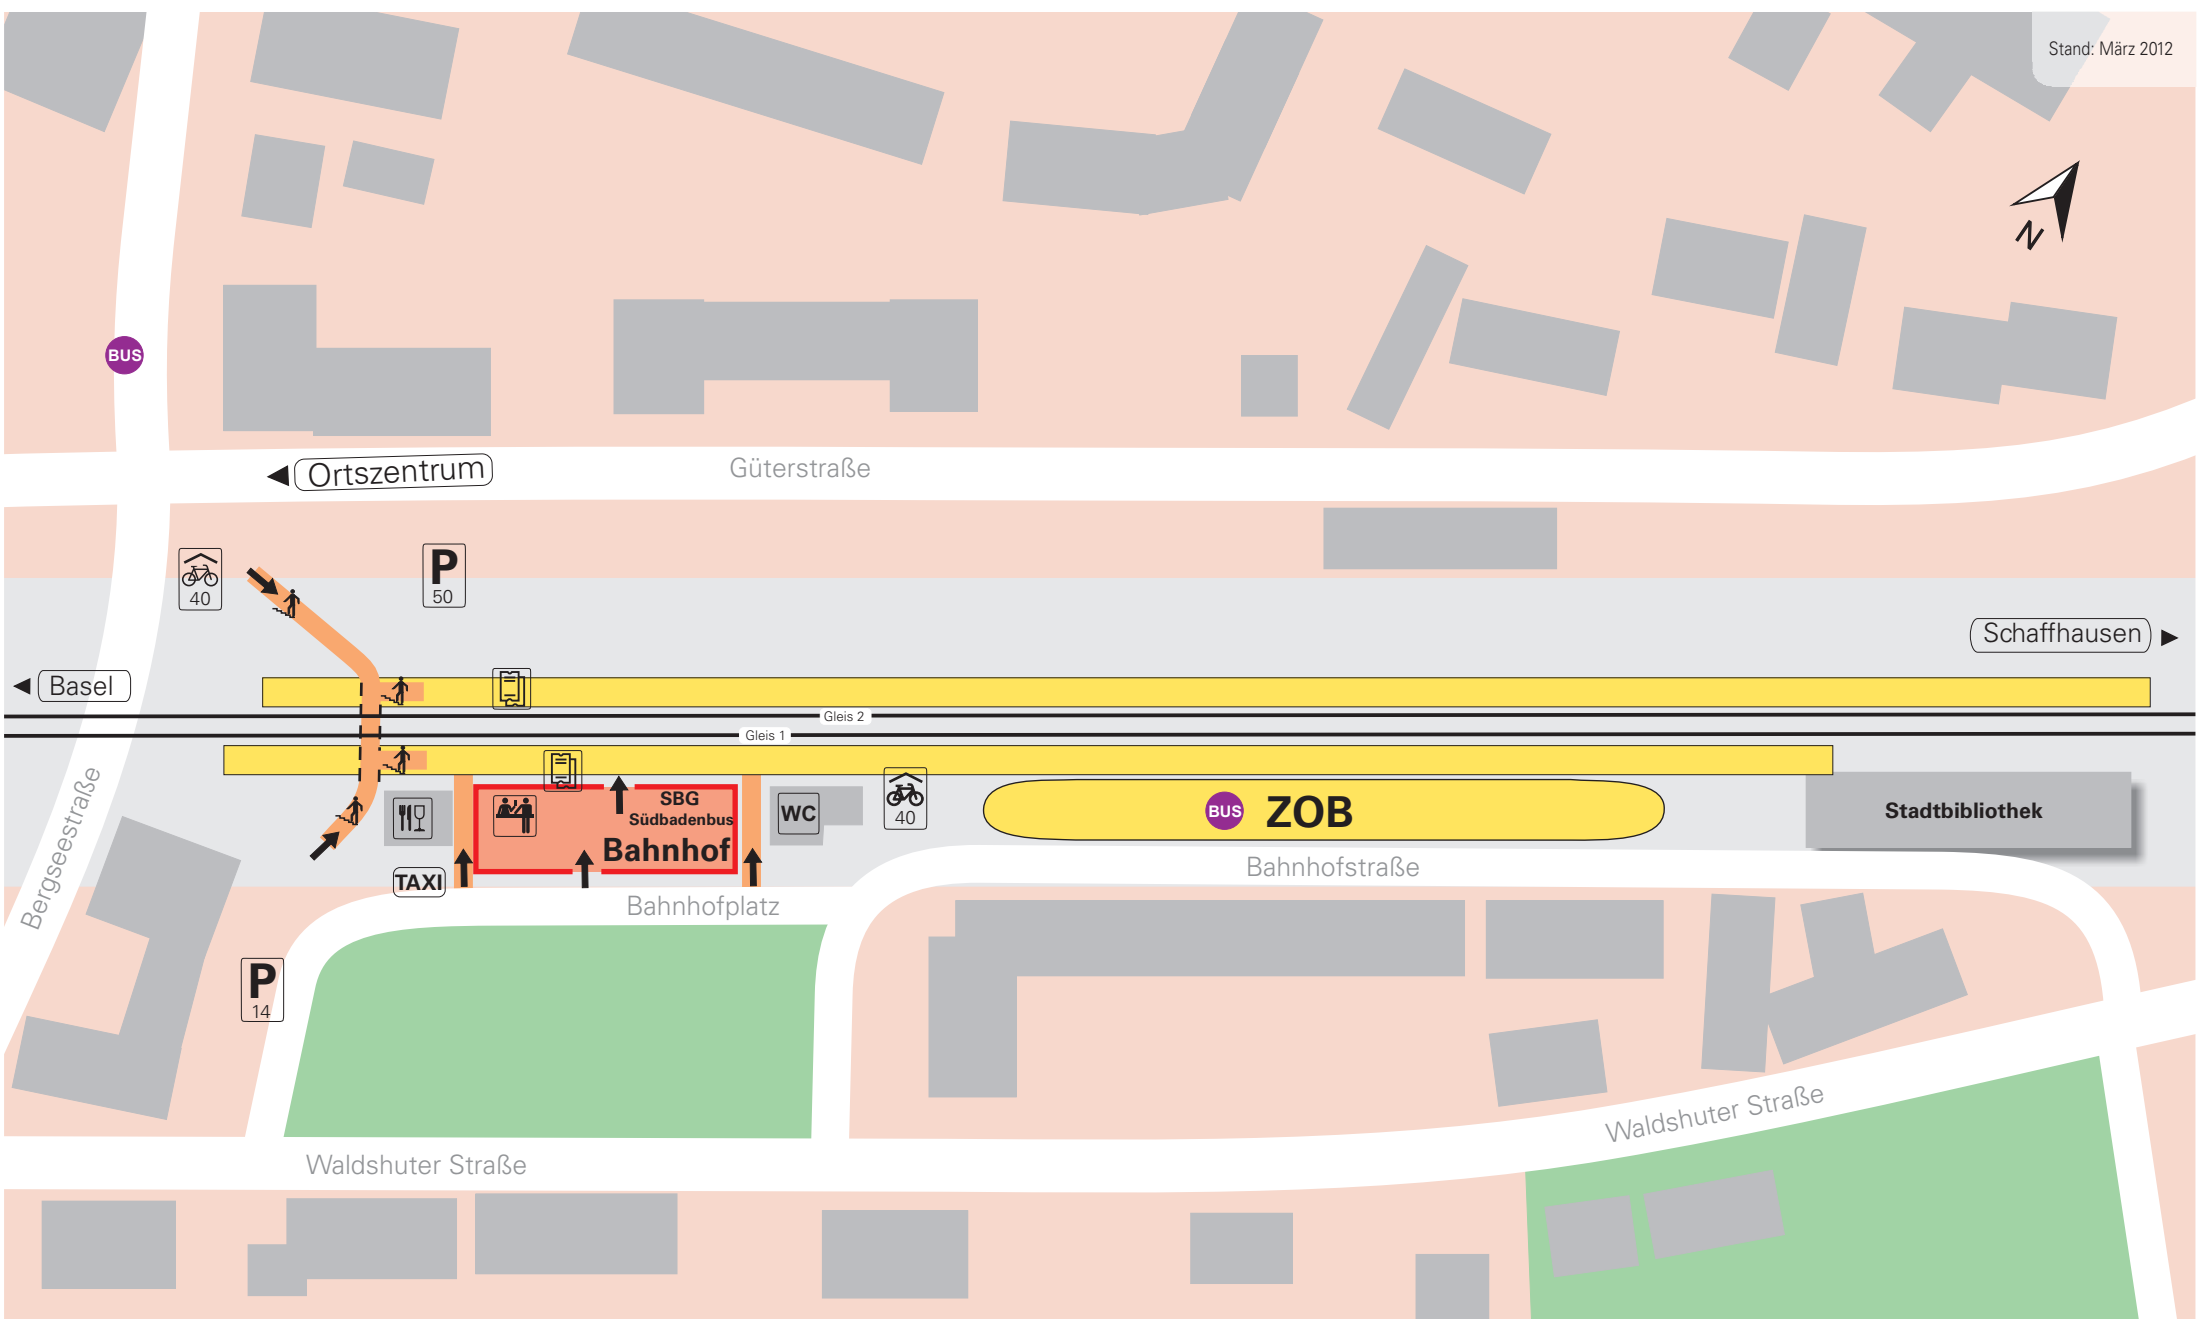 Stand: März 2012
N
BUS
Ortszentrum
Güterstraße
40
P
50
Schaffhausen
Basel
Gleis 2
Gleis 1
SBG
Südbadenbus
Bahnhof
WC
40
BUS ZOB
Stadtbibliothek
TAXI
Bahnhofstraße
Bahnhofplatz
Bergseestraße
P
14
Waldshuter Straße
Waldshuter Straße